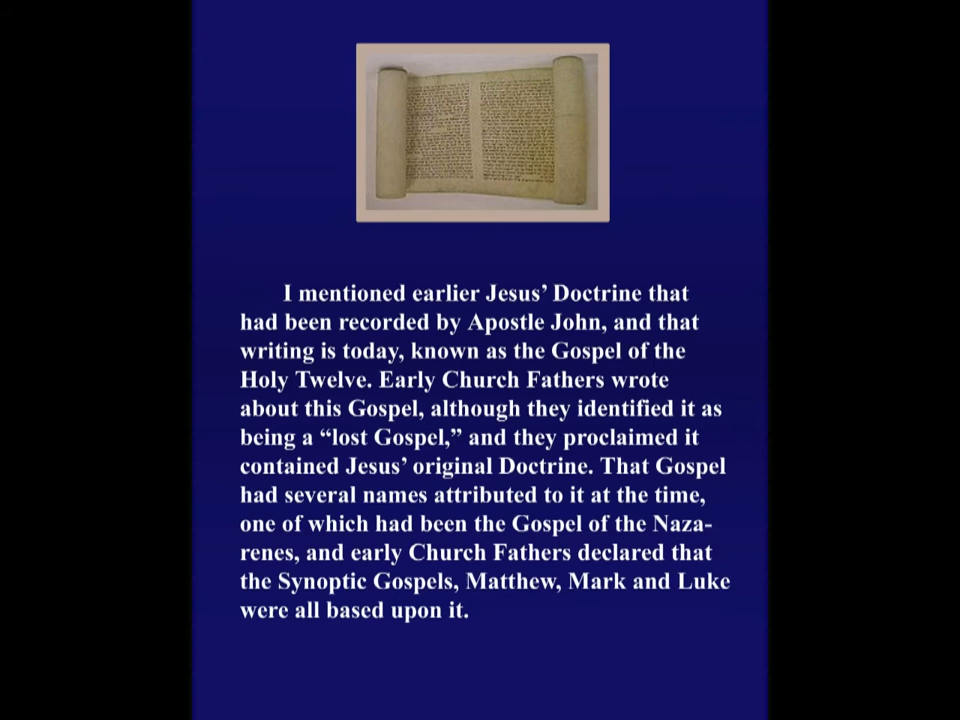 I mentioned earlier Jesus’ Doctrine that
had been recorded by Apostle John, and that
writing is today, known as the Gospel of the
Holy Twelve. Early Church Fathers wrote
about this Gospel, although they identified it as
being a “lost Gospel,” and they proclaimed it
contained Jesus’ original Doctrine. That Gospel
had several names attributed to it at the time,
one of which had been the Gospel of the Naza-
renes, and early Church Fathers declared that
the Synoptic Gospels, Matthew, Mark and Luke
were all based upon it.